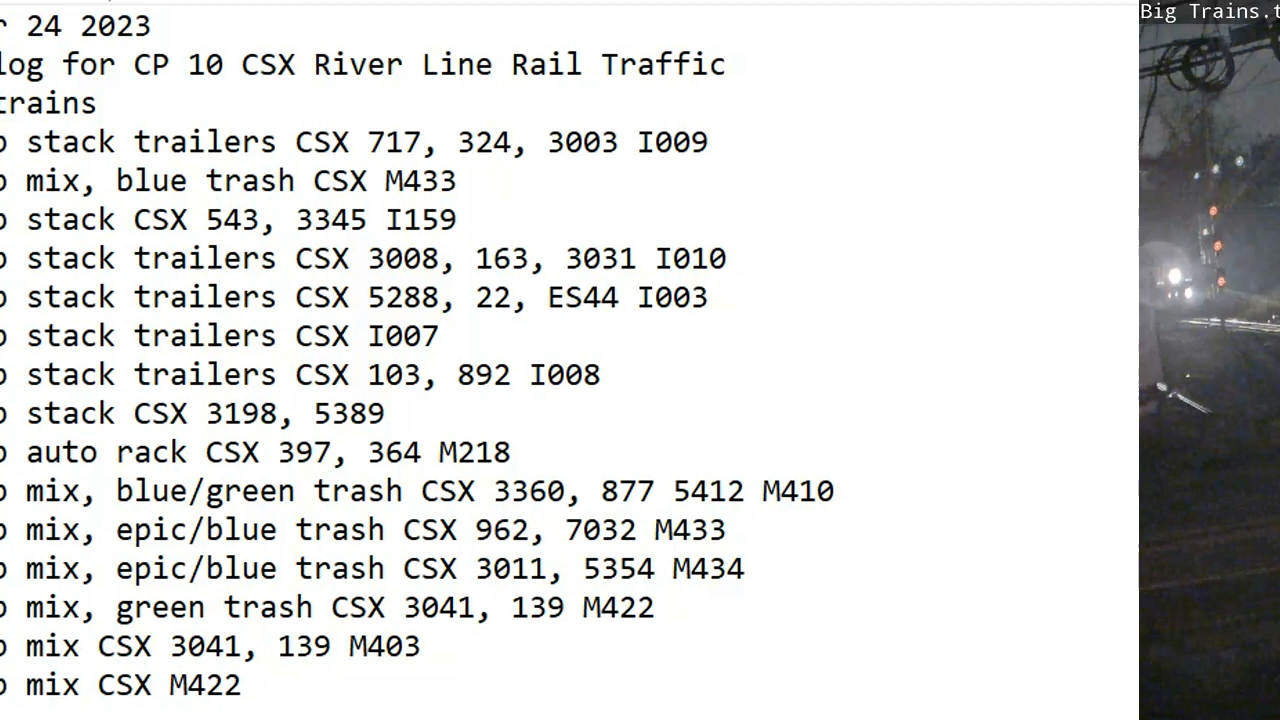 r 24 2023
log for CP 10 CSX River Line Rail Traffic
trains
b stack trailers CSX 717, 324, 3003 I009
b mix, blue trash CSX M433
b stack CSX 543, 3345 I159
b stack trailers CSX 3008, 163, 3031 I010
b stack trailers CSX 5288, 22, ES44 I003
b stack trailers CSX I007
b stack trailers CSX 103, 892 I008
b stack CSX 3198, 5389
b auto rack CSX 397, 364 M218
b mix, blue/green trash CSX 3360, 877 5412 M410
b mix, epic/blue trash CSX 962, 7032 M433
b mix, epic/blue trash CSX 3011, 5354 M434
b mix, green trash CSX 3041, 139 M422
b mix CSX 3041, 139 M403
b mix CSX M422
Big Trains.t